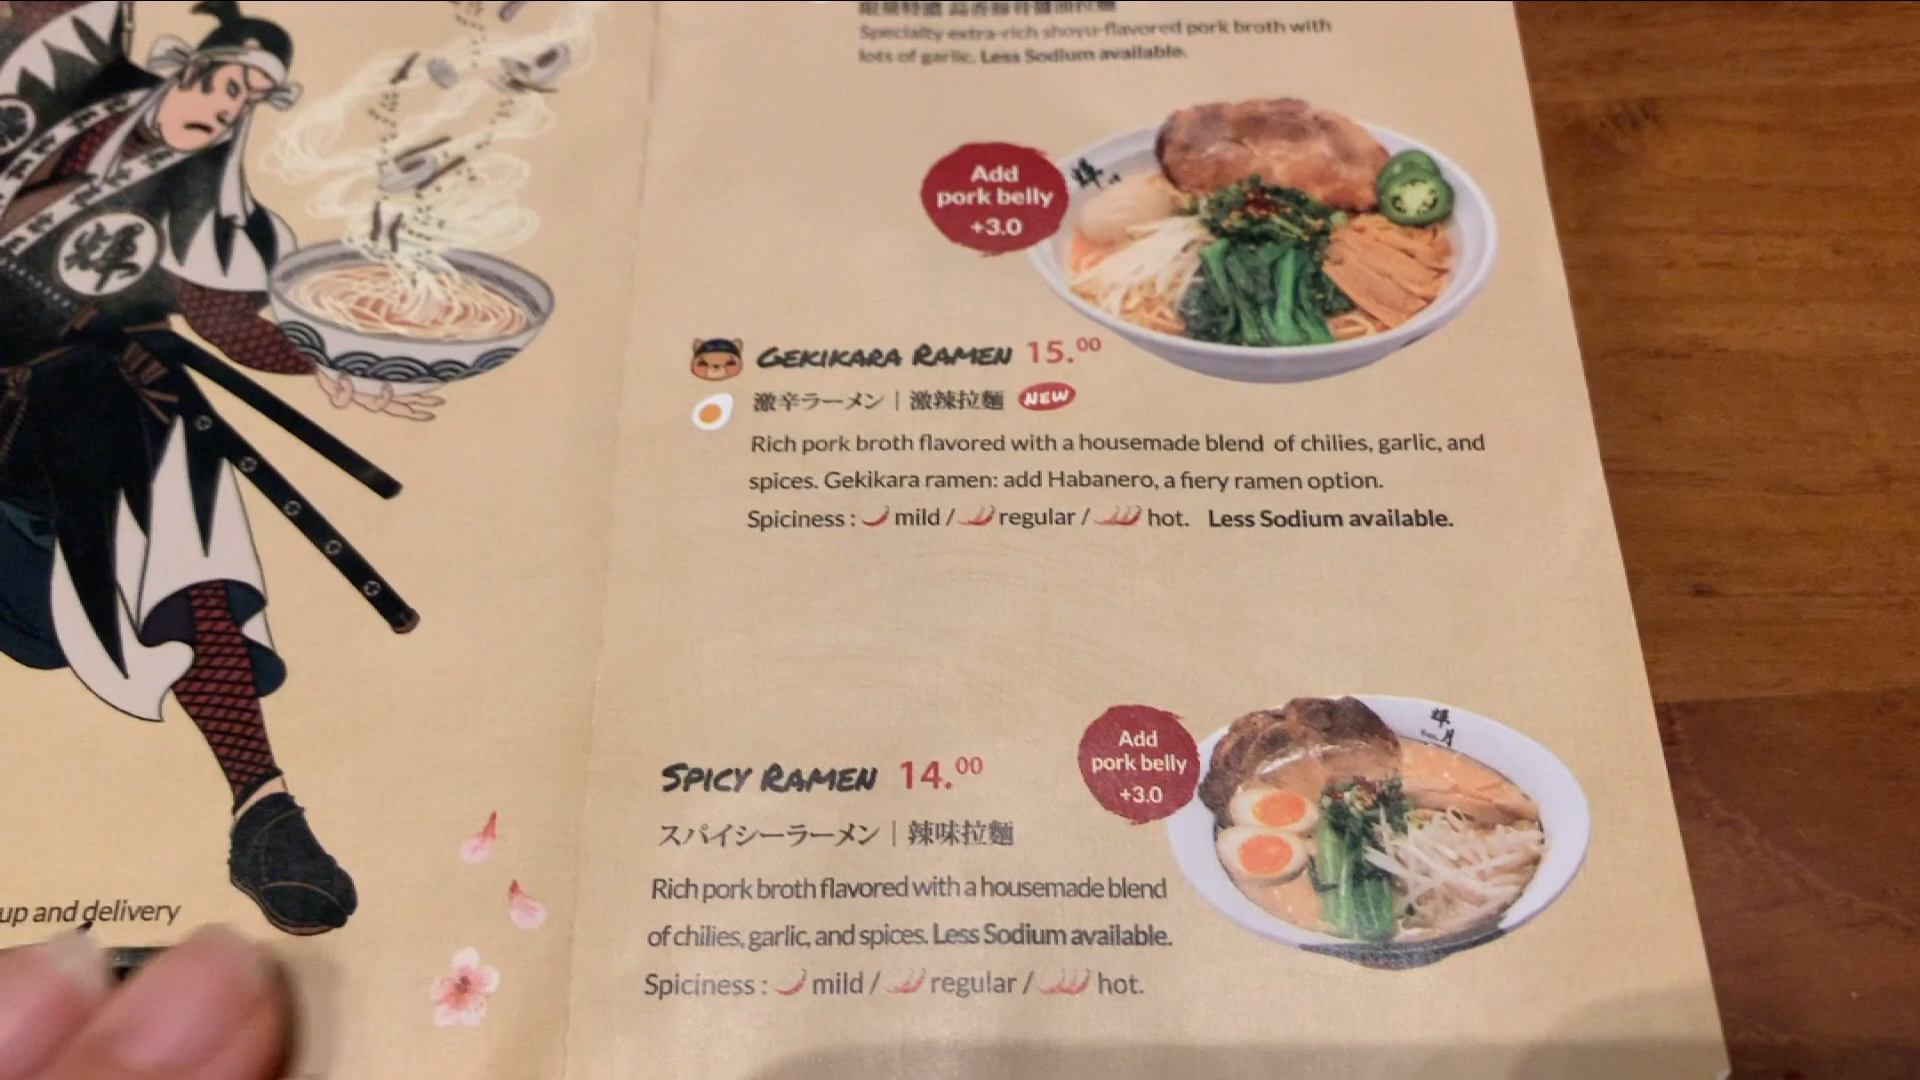 Specialty extra-rich shoyu-flavored pork broth with
lots of garlic. Less Sodium available.
Add
pork belly
+3.0
輝
GEKIKARA RAMEN 15.00
激辛ラーメン | 激辣拉麵 NEW
Rich pork broth flavored with a housemade blend of chilies, garlic, and
spices. Gekikara ramen: add Habanero, a fiery ramen option.
Spiciness : mild / regular / hot. Less Sodium available.
Add
pork belly
+3.0
輝
月
SPICY RAMEN 14.00
スパイシーラーメン | 辣味拉麵
Rich pork broth flavored with a housemade blend
of chilies, garlic, and spices. Less Sodium available.
Spiciness : mild / regular / hot.
輝
up and delivery